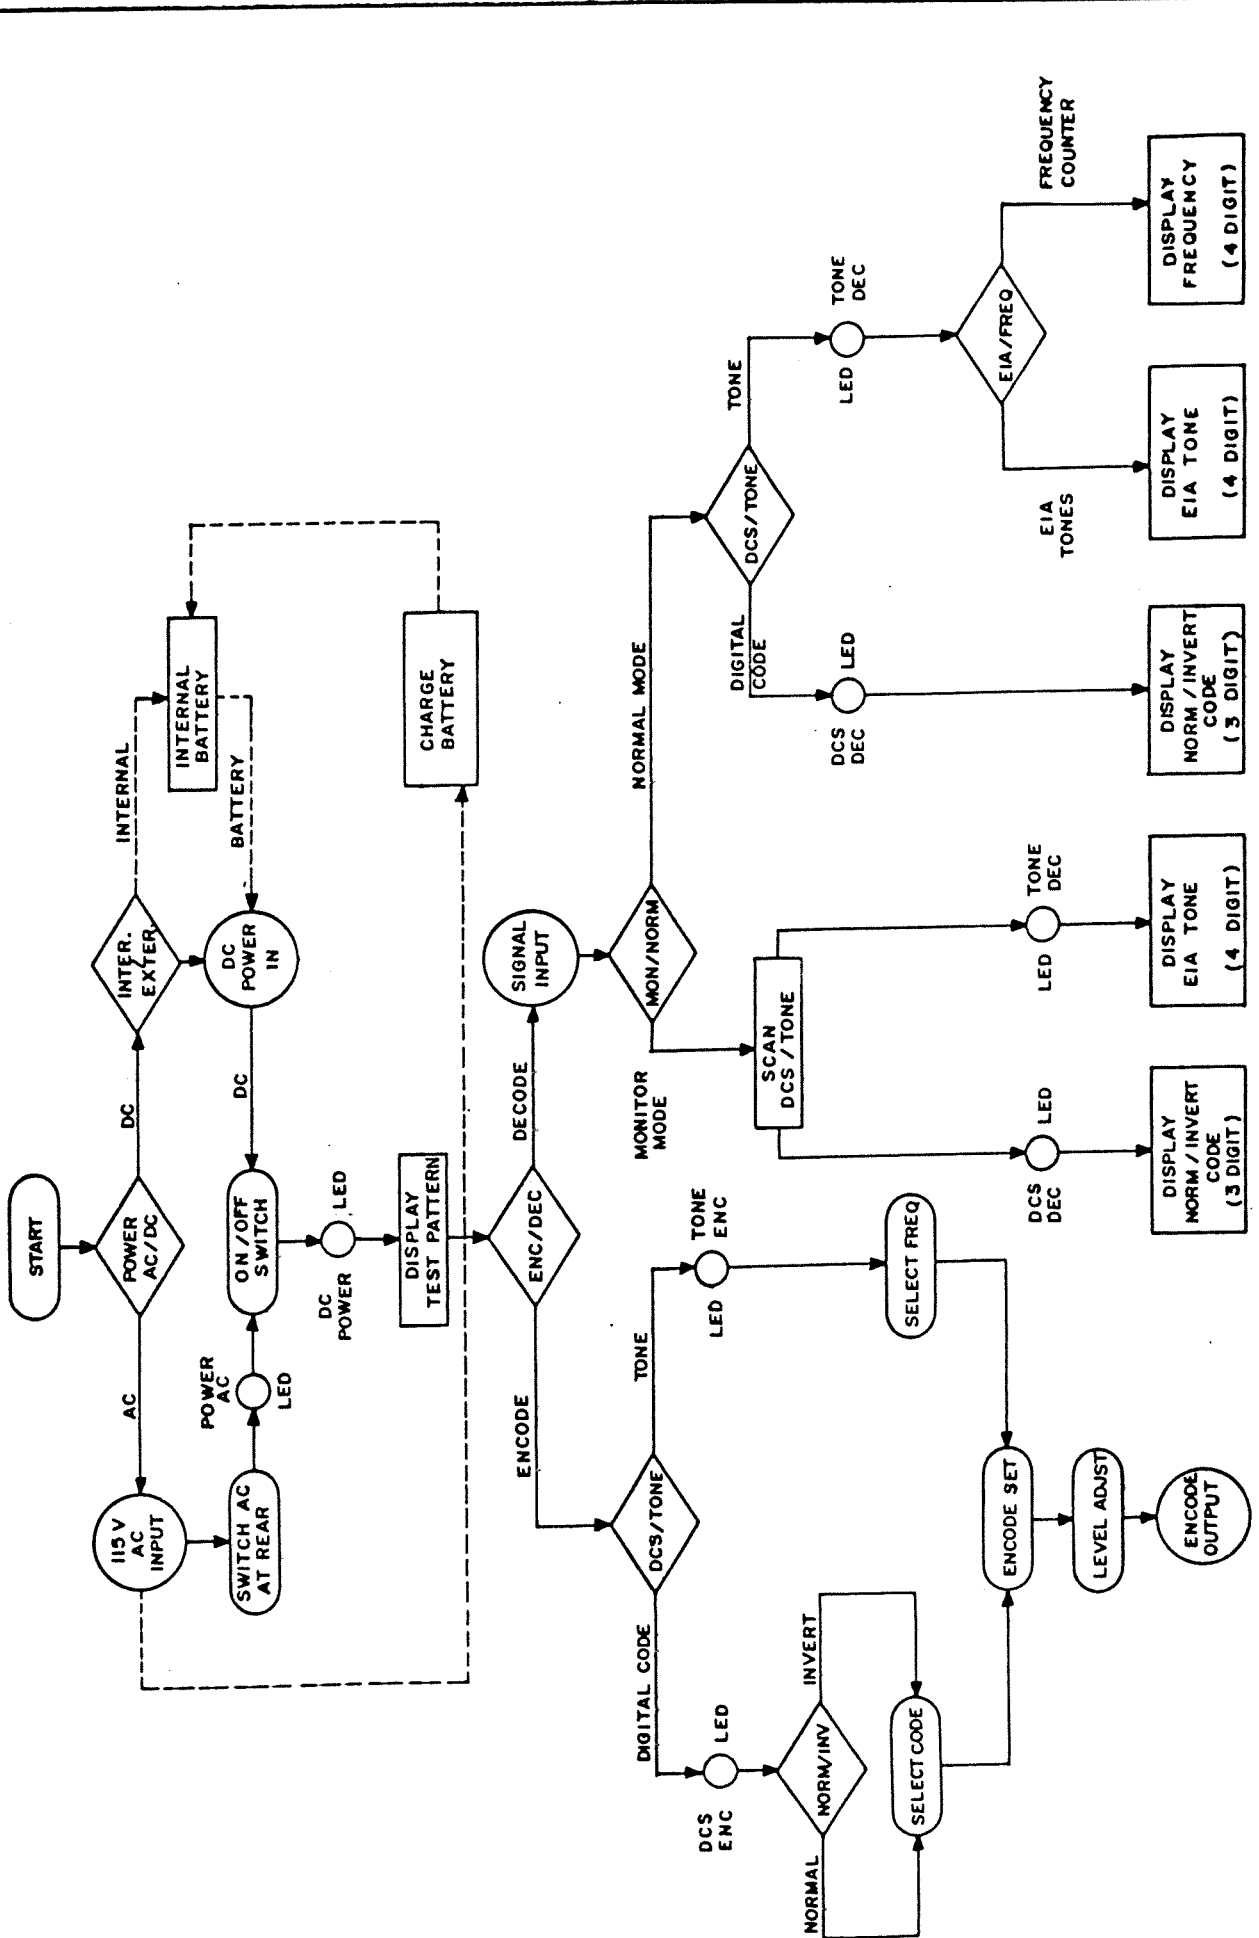 START
POWER
AC/DC
AC
DC
115V
AC
INPUT
INTER.
EXTER.
INTERNAL
INTERNAL
BATTERY
BATTERY
DC
POWER
IN
DC
SWITCH AC
AT REAR
POWER
AC
LED
ON/OFF
SWITCH
DC
POWER
LED
DISPLAY
TEST PATTERN
CHARGE
BATTERY
ENC/DEC
ENCODE
DECODE
SIGNAL
INPUT
DCS/TONE
DIGITAL CODE
TONE
MON/NORM
MONITOR
MODE
NORMAL MODE
DCS
ENC
LED
LED
TONE
ENC
SCAN
DCS/TONE
DCS/TONE
DIGITAL
CODE
TONE
NORM/INV
NORMAL
INVERT
SELECT CODE
SELECT FREQ
DCS
DEC
LED
LED
TONE
DEC
EIA/FREQ
ENCODE SET
DCS
DEC
LED
LED
TONE
DEC
EIA
TONES
FREQUENCY
COUNTER
LEVEL ADJST
ENCODE
OUTPUT
DISPLAY
NORM/INVERT
CODE
(3 DIGIT)
DISPLAY
EIA TONE
(4 DIGIT)
DISPLAY
NORM/INVERT
CODE
(3 DIGIT)
DISPLAY
EIA TONE
(4 DIGIT)
DISPLAY
FREQUENCY
(4 DIGIT)